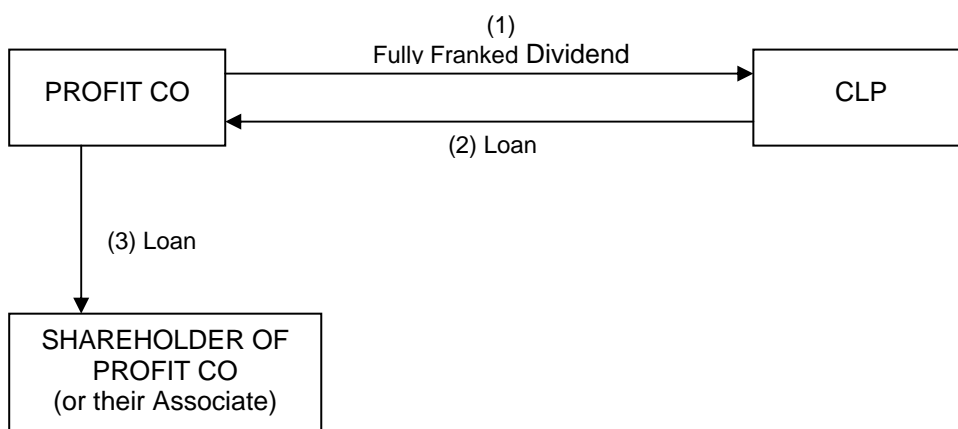 (1)
Fully Franked Dividend
PROFIT CO
CLP
(2) Loan
(3) Loan
SHAREHOLDER OF
PROFIT CO
(or their Associate)